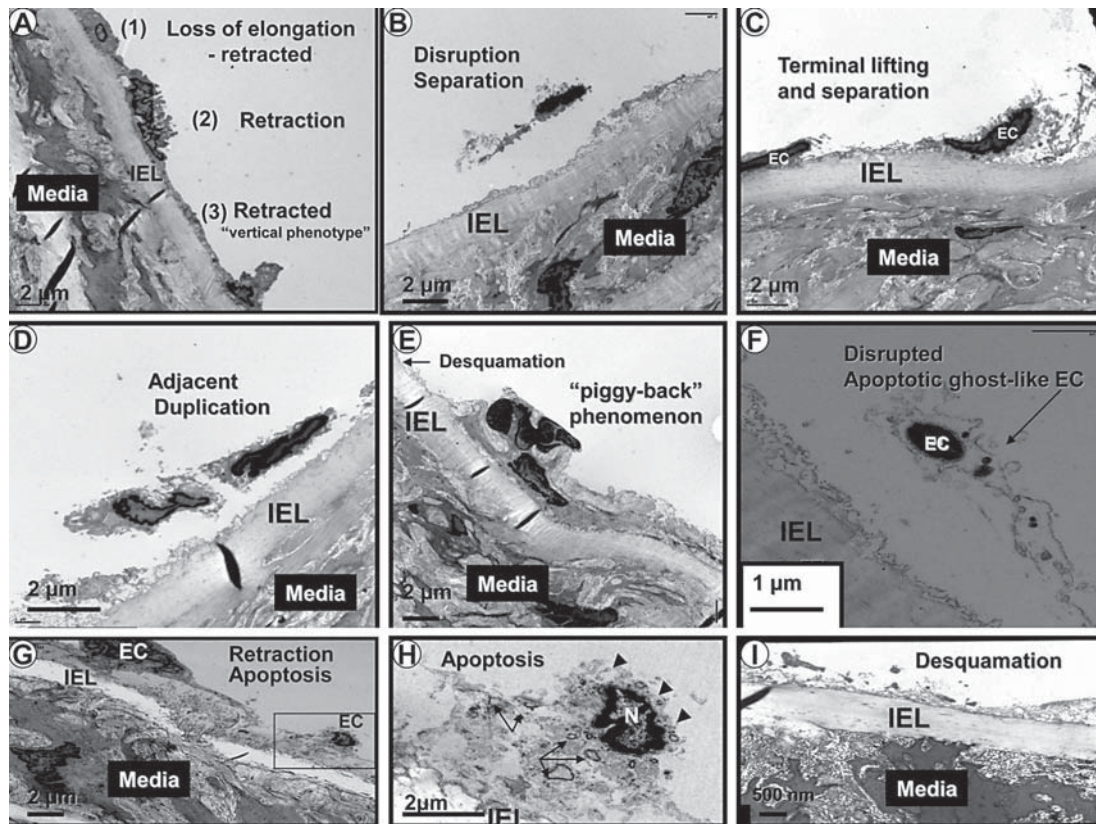 A
(1) Loss of elongation
- retracted
(2) Retraction
IEL
Media
(3) Retracted
"vertical phenotype"
2 µm
B
Disruption
Separation
IEL
Media
2 µm
C
Terminal lifting
and separation
EC
EC
IEL
Media
2 µm
D
Adjacent
Duplication
IEL
Media
2 µm
E
Desquamation
"piggy-back"
phenomenon
IEL
Media
2 µm
F
Disrupted
Apoptotic ghost-like EC
EC
IEL
1 µm
G
EC
Retraction
Apoptosis
IEL
EC
Media
2 µm
H
Apoptosis
N
2µm
IEL
I
Desquamation
IEL
Media
500 nm